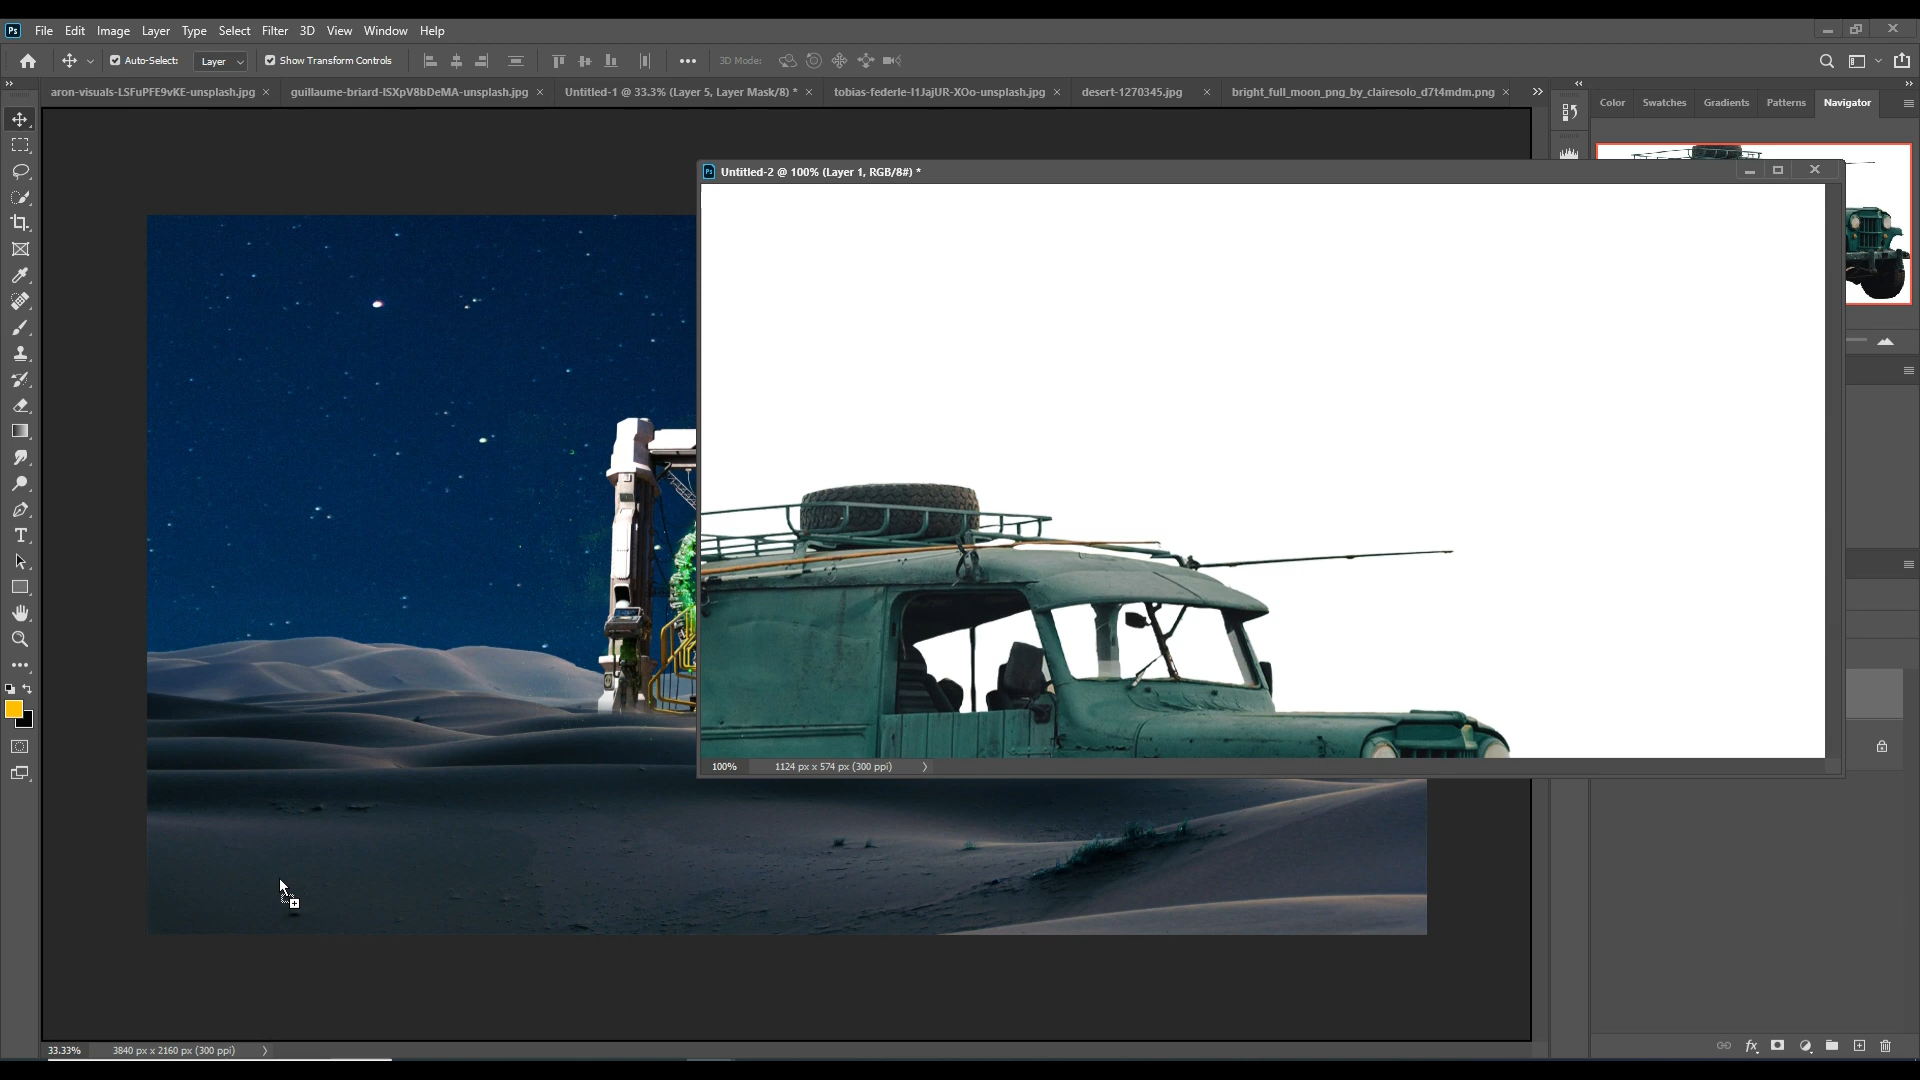 Ps File Edit Image Layer Type Select Filter 3D View Window Help
Auto-Select: Layer Show Transform Controls 3D Mode:
aron-visuals-LSFuPFE9vKE-unsplash.jpg guillaume-briard-lSXpV8bDeMA-unsplash.jpg Untitled-1 @ 33.3% (Layer 5, Layer Mask/8) * tobias-federle-I1JajUR-XOo-unsplash.jpg desert-1270345.jpg bright_full_moon_png_by_clairesolo_d7t4mdm.png
Color Swatches Gradients Patterns Navigator
Ps Untitled-2 @ 100% (Layer 1, RGB/8#) *
100% 1124 px x 574 px (300 ppi)
33.33% 3840 px x 2160 px (300 ppi)
fx